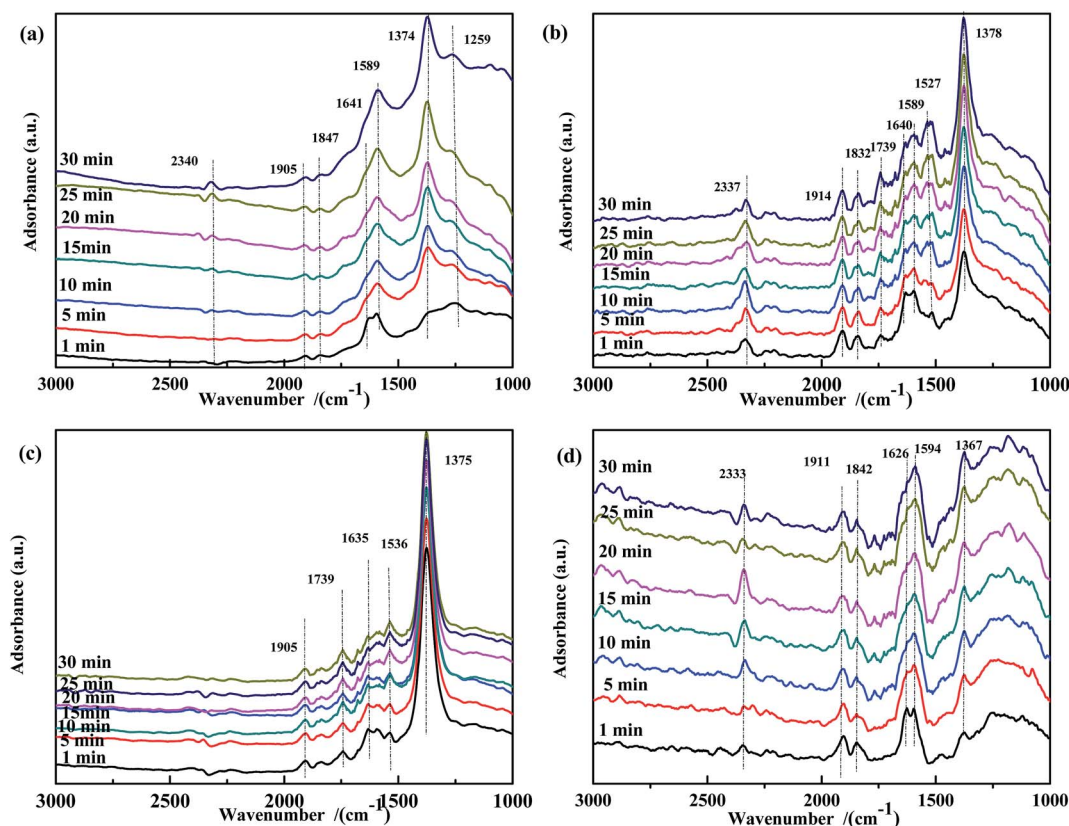 (a)
1374
1259
1589
1641
1847
1905
2340
30 min
25 min
20 min
15min
10 min
5 min
1 min
Adsorbance (a.u.)
3000 2500 2000 1500 1000
Wavenumber /(cm-1)
(b)
1378
1527
1589
1640
1739
1832
1914
2337
30 min
25 min
20 min
15min
10 min
5 min
1 min
Adsorbance (a.u.)
3000 2500 2000 1500 1000
Wavenumber /(cm-1)
(c)
1375
1635
1536
1739
1905
30 min
25 min
20 min
15min
10 min
5 min
1 min
Adsorbance (a.u.)
3000 2500 2000 -1500 1000
Wavenumber /(cm-1)
(d)
1626 1594 1367
1911
1842
2333
30 min
25 min
20 min
15 min
10 min
5 min
1 min
Adsorbance (a.u.)
3000 2500 2000 1500 1000
Wavenumber /(cm-1)